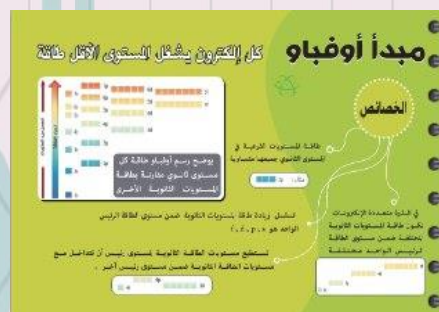 مبدأ أوفباو
كل إلكترون يشغل المستوى الأقل طاقة
الخصائص
يوضح رسم أوفباو طاقة كل
مستوى ثانوي مقارنة بطاقة
المستويات الثانوية الأخرى
طاقة المستويات الفرعية في
المستوى الثانوي جميعها متساوية
مثال:
تسلسل زيادة طاقة المستويات الثانوية ضمن مستوى الطاقة الرئيس
الواحد هو s , p , d , f
تستطيع مستويات الطاقة الثانوية لمستوى رئيس أن تتداخل مع
مستويات الطاقة الثانوية ضمن مستوى رئيس آخر .
في الذرة متعددة الإلكترونات
تكون طاقة المستويات الثانوية
المختلفة ضمن مستوى الطاقة
الرئيس الواحد مختلفة